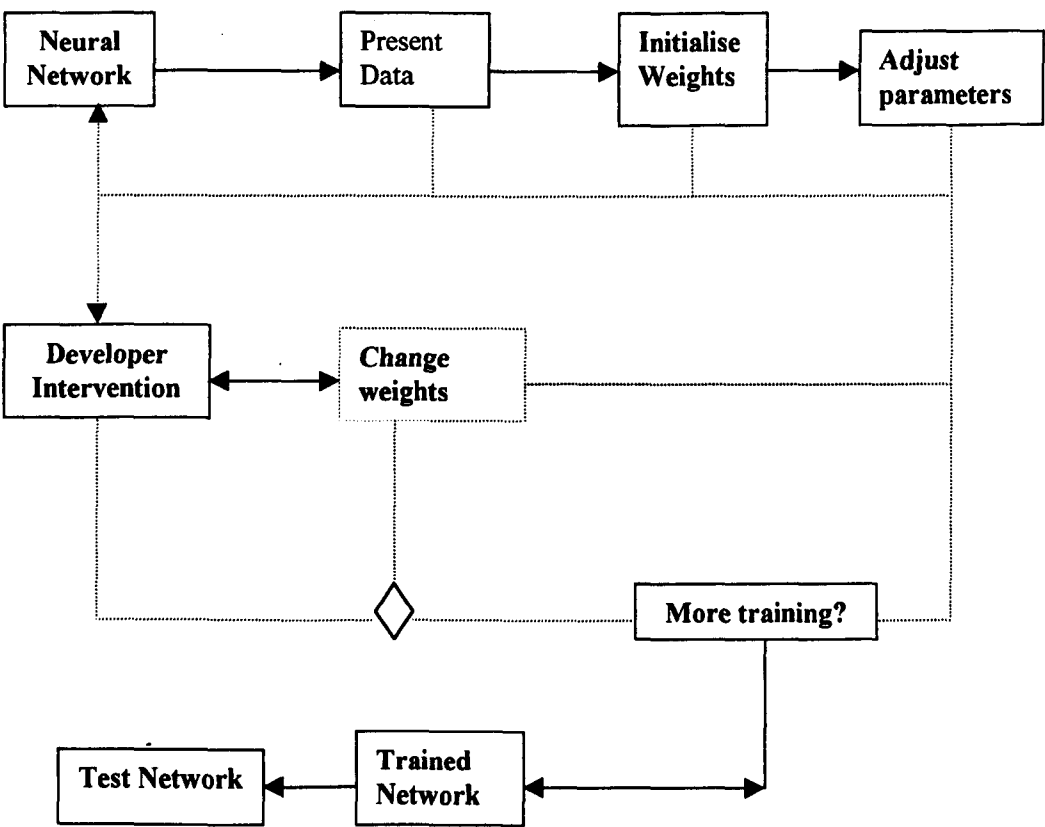 Neural
Network
Present
Data
Initialise
Weights
Adjust
parameters
Developer
Intervention
Change
weights
More training?
Test Network
Trained
Network